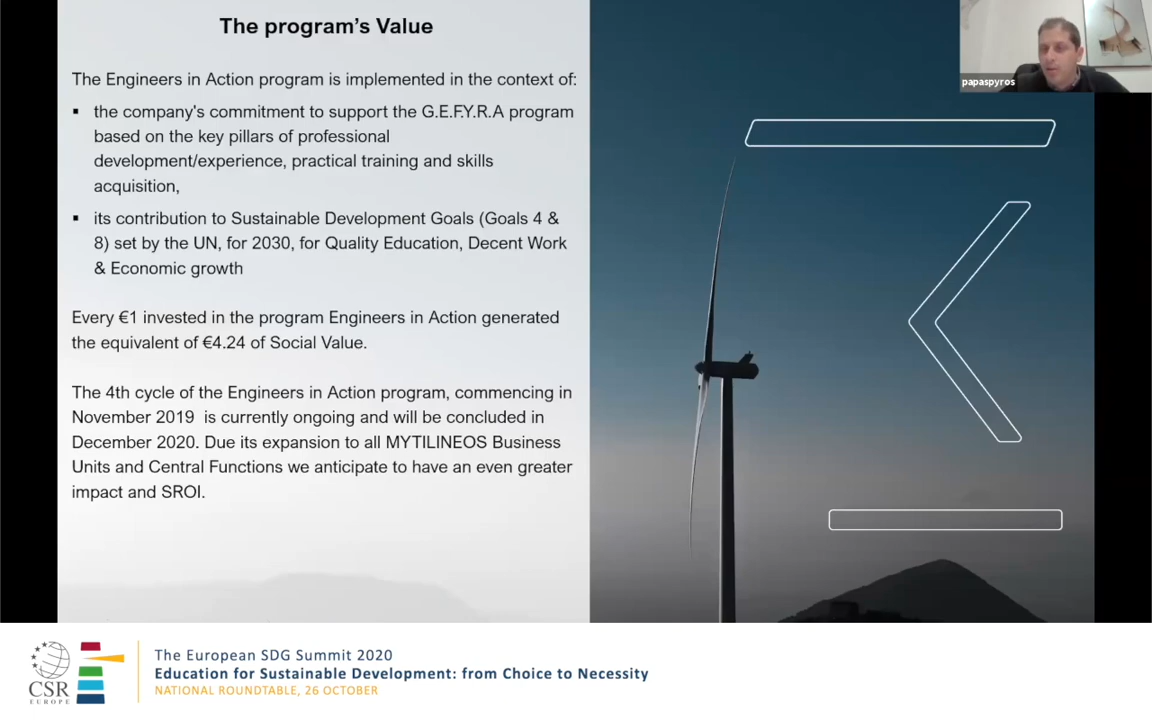 The program's Value
papaspyros
The Engineers in Action program is implemented in the context of:
▪ the company's commitment to support the G.E.F.Y.R.A program
based on the key pillars of professional
development/experience, practical training and skills
acquisition,
▪ its contribution to Sustainable Development Goals (Goals 4 &
8) set by the UN, for 2030, for Quality Education, Decent Work
& Economic growth
Every €1 invested in the program Engineers in Action generated
the equivalent of €4.24 of Social Value.
The 4th cycle of the Engineers in Action program, commencing in
November 2019 is currently ongoing and will be concluded in
December 2020. Due its expansion to all MYTILINEOS Business
Units and Central Functions we anticipate to have an even greater
impact and SROI.
CSR
EUROPE
The European SDG Summit 2020
Education for Sustainable Development: from Choice to Necessity
NATIONAL ROUNDTABLE, 26 OCTOBER